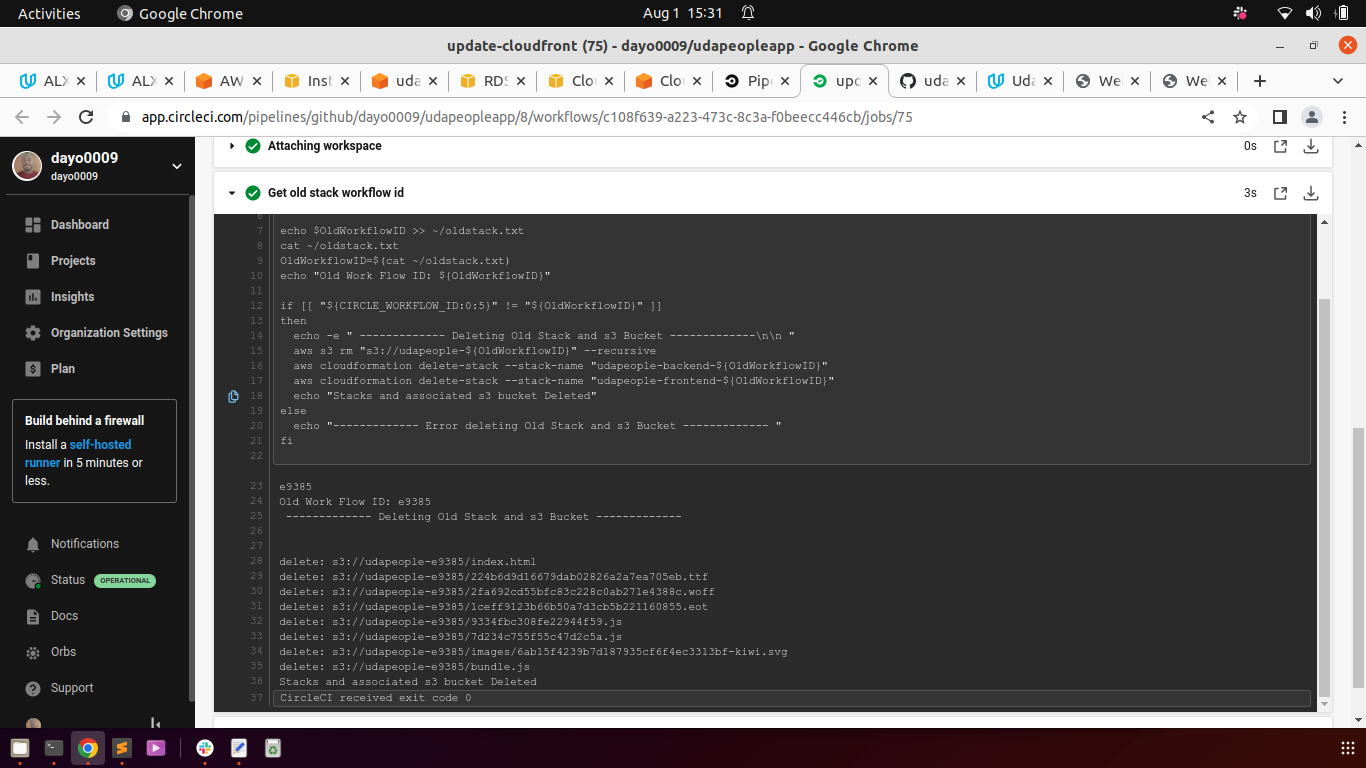 Activities
Google Chrome
Aug 1 15:31
update-cloudfront (75) - dayo0009/udapeopleapp - Google Chrome
ALX
ALX
AW
Inst
uda
RDS
Clou
Clou
Pipe
upd
uda
Uda
We
We
app.circleci.com/pipelines/github/dayo0009/udapeopleapp/8/workflows/c108f639-a223-473c-8c3a-f0beecc446cb/jobs/75
dayo0009
dayo0009
Dashboard
Projects
Insights
Organization Settings
Plan
Build behind a firewall
Install a self-hosted
runner in 5 minutes or
less.
Notifications
Status OPERATIONAL
Docs
Orbs
Support
Attaching workspace 0s
Get old stack workflow id 3s
6
7 echo $OldWorkflowID >> ~/oldstack.txt
8 cat ~/oldstack.txt
9 OldWorkflowID=$(cat ~/oldstack.txt)
10 echo "Old Work Flow ID: ${OldWorkflowID}"
11
12 if [[ "${CIRCLE_WORKFLOW_ID:0:5}" != "${OldWorkflowID}" ]]
13 then
14 echo -e " ------------- Deleting Old Stack and s3 Bucket -------------\n\n "
15 aws s3 rm "s3://udapeople-${OldWorkflowID}" --recursive
16 aws cloudformation delete-stack --stack-name "udapeople-backend-${OldWorkflowID}"
17 aws cloudformation delete-stack --stack-name "udapeople-frontend-${OldWorkflowID}"
18 echo "Stacks and associated s3 bucket Deleted"
19 else
20 echo "------------- Error deleting Old Stack and s3 Bucket ------------- "
21 fi
22
23 e9385
24 Old Work Flow ID: e9385
25 ------------- Deleting Old Stack and s3 Bucket -------------
26
27
28 delete: s3://udapeople-e9385/index.html
29 delete: s3://udapeople-e9385/224b6d9d16679dab02826a2a7ea705eb.ttf
30 delete: s3://udapeople-e9385/2fa692cd55bfc83c228c0ab271e4388c.woff
31 delete: s3://udapeople-e9385/1ceff9123b66b50a7d3cb5b221160855.eot
32 delete: s3://udapeople-e9385/9334fbc308fe22944f59.js
33 delete: s3://udapeople-e9385/7d234c755f55c47d2c5a.js
34 delete: s3://udapeople-e9385/images/6ab15f4239b7d187935cf6f4ec3313bf-kiwi.svg
35 delete: s3://udapeople-e9385/bundle.js
36 Stacks and associated s3 bucket Deleted
37 CircleCI received exit code 0